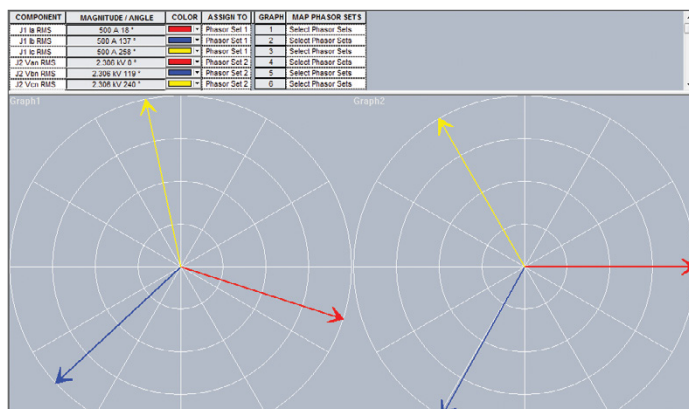 COMPONENT MAGNITUDE / ANGLE COLOR ASSIGN TO GRAPH MAP PHASOR SETS
J1 Ia RMS 500 A 18 ° Phasor Set 1 1 Select Phasor Sets
J1 Ib RMS 500 A 137 ° Phasor Set 1 2 Select Phasor Sets
J1 Ic RMS 500 A 258 ° Phasor Set 1 3 Select Phasor Sets
J2 Van RMS 2.306 kV 0 ° Phasor Set 2 4 Select Phasor Sets
J2 Vbn RMS 2.306 kV 119 ° Phasor Set 2 5 Select Phasor Sets
J2 Vcn RMS 2.306 kV 240 ° Phasor Set 2 6 Select Phasor Sets
Graph1 Graph2